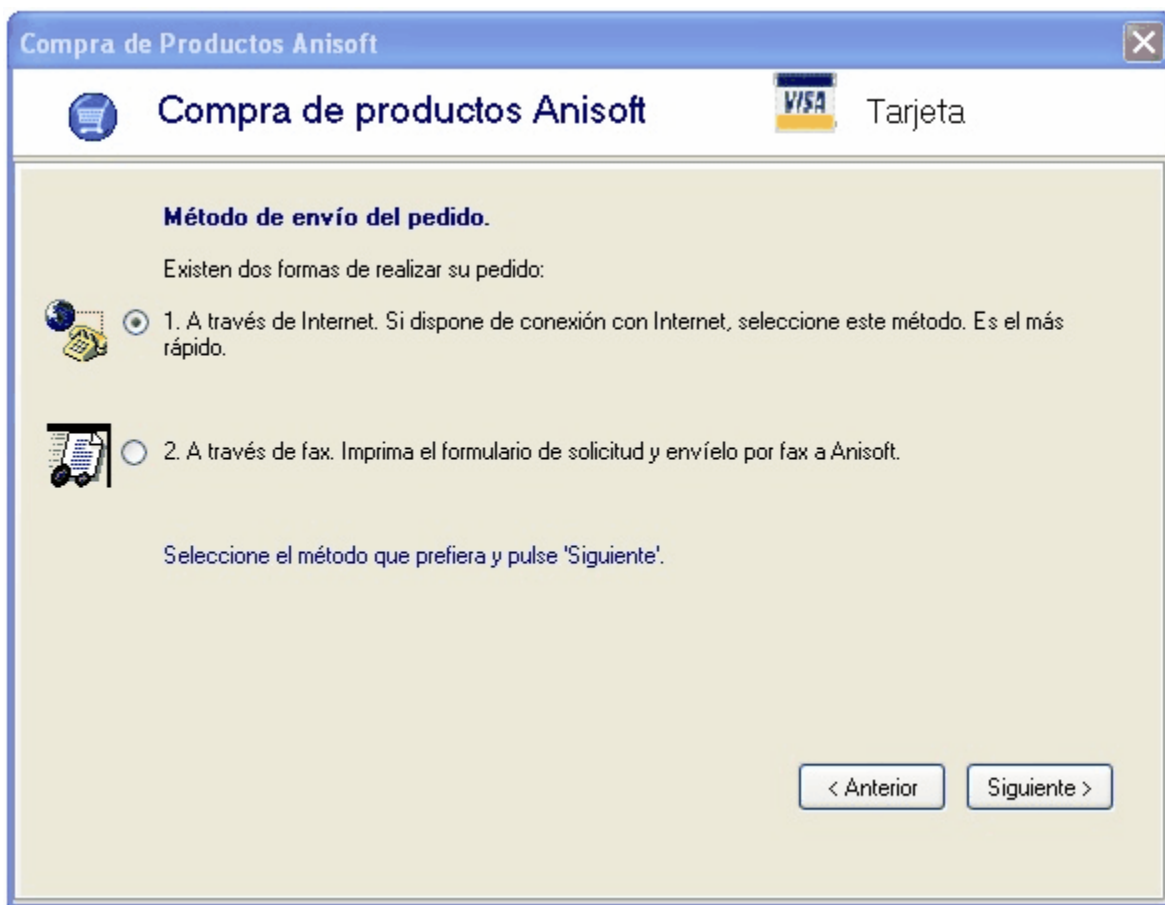 Compra de Productos Anisoft
Compra de productos Anisoft
VISA
Tarjeta
Método de envío del pedido.
Existen dos formas de realizar su pedido:
1. A través de Internet. Si dispone de conexión con Internet, seleccione este método. Es el más
rápido.
2. A través de fax. Imprima el formulario de solicitud y envíelo por fax a Anisoft.
Seleccione el método que prefiera y pulse 'Siguiente'.
< Anterior
Siguiente >